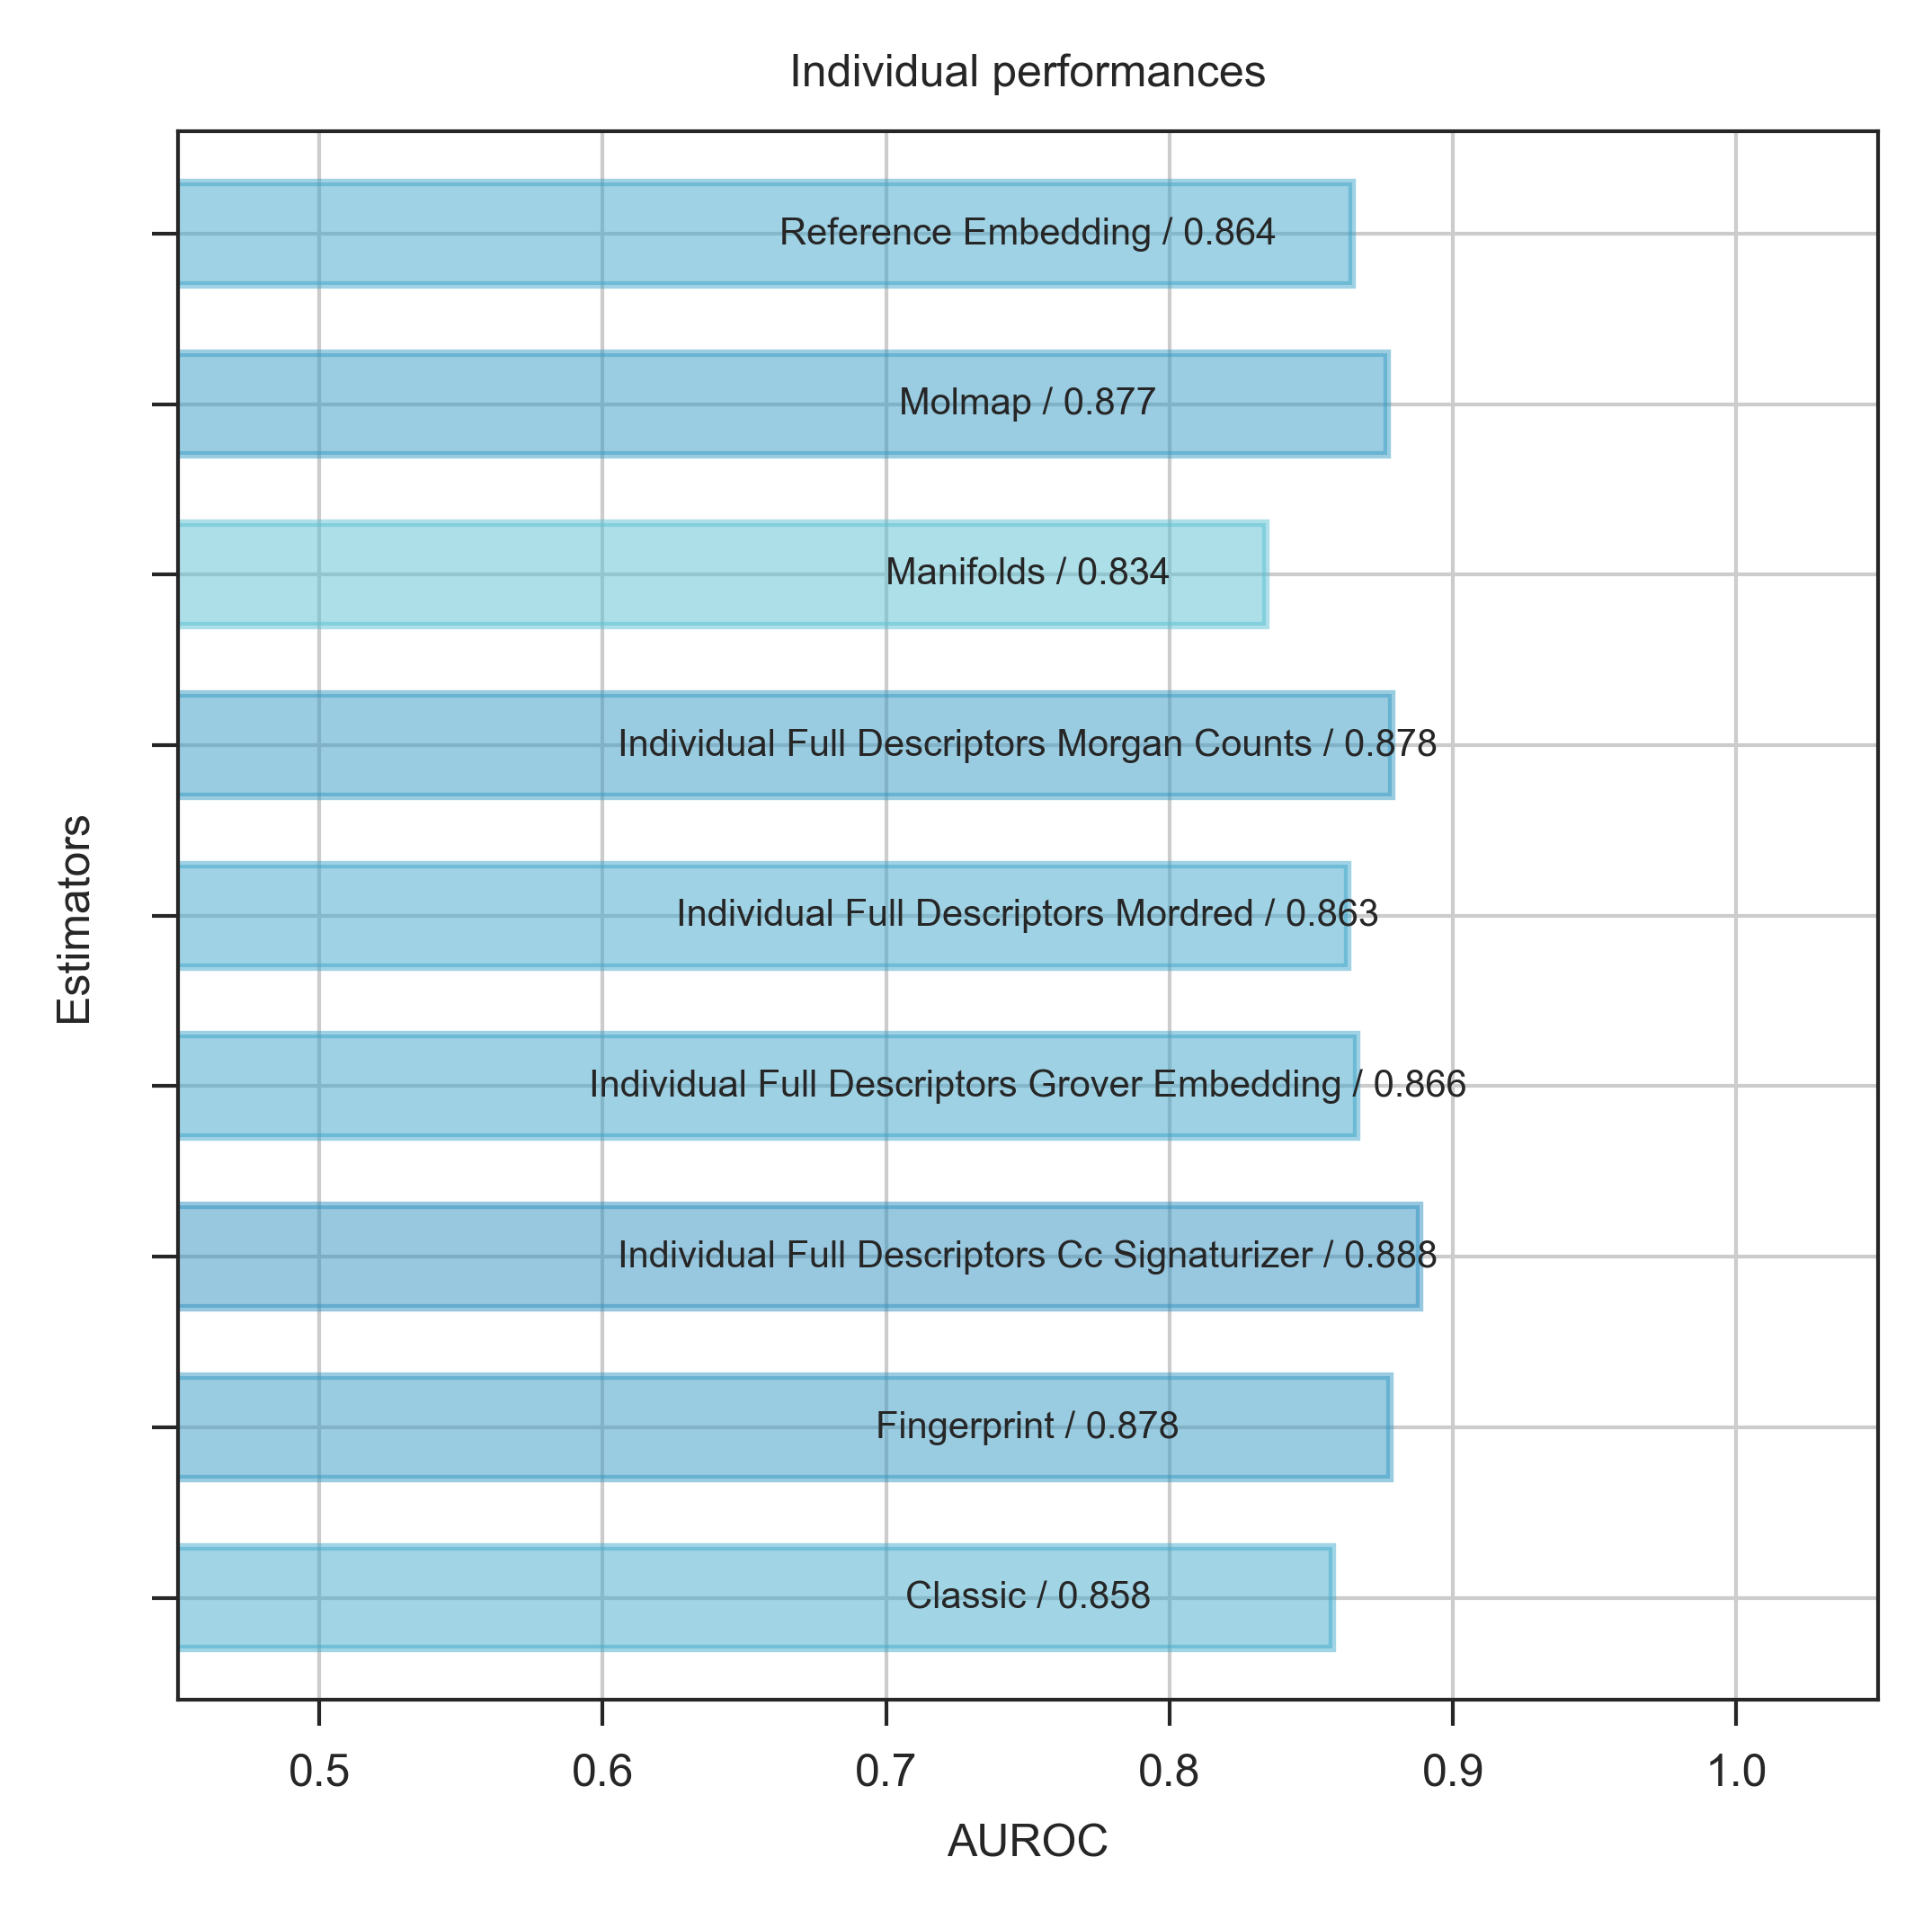 Individual performances
Reference Embedding / 0.864
Molmap / 0.877
Manifolds / 0.834
Individual Full Descriptors Morgan Counts / 0.878
Individual Full Descriptors Mordred / 0.863
Individual Full Descriptors Grover Embedding / 0.866
Individual Full Descriptors Cc Signaturizer / 0.888
Fingerprint / 0.878
Classic / 0.858
Estimators
0.5 0.6 0.7 0.8 0.9 1.0
AUROC